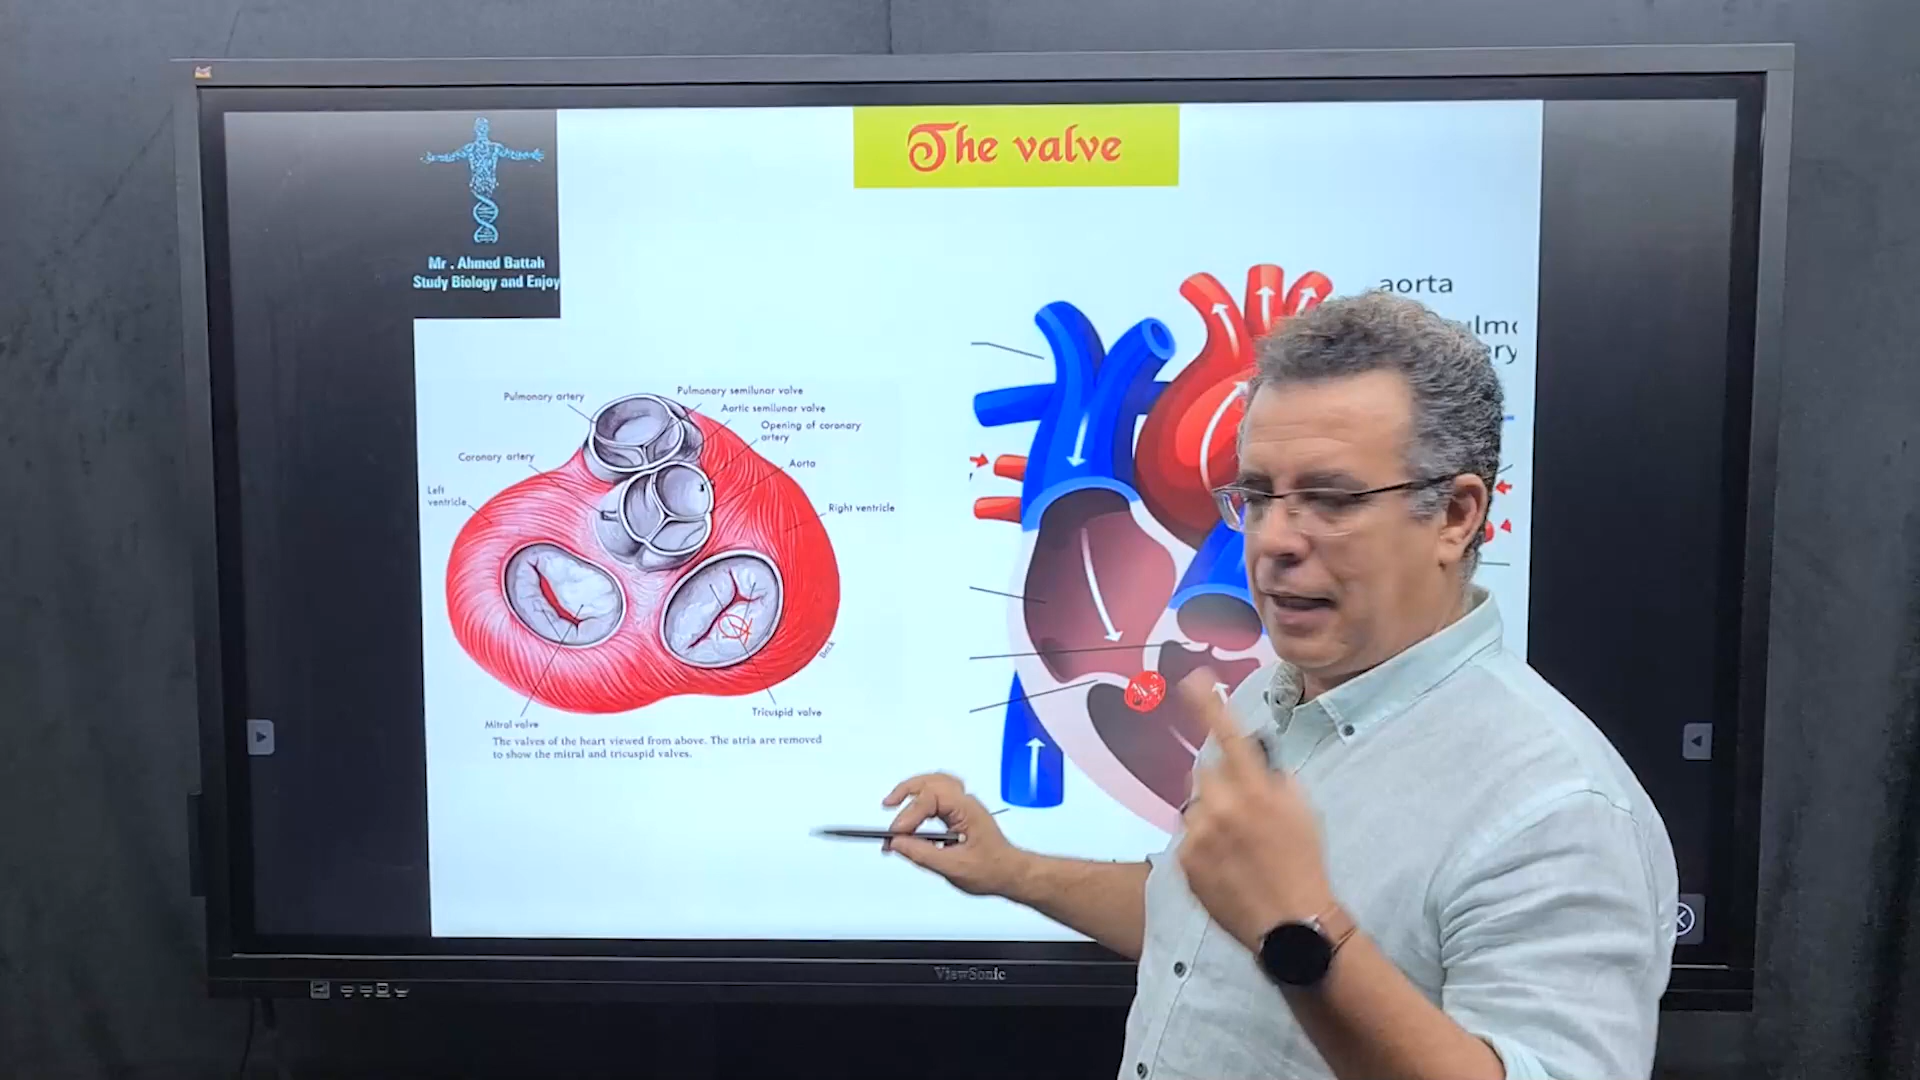 The valve
Mr . Ahmed Battah
Study Biology and Enjoy
aorta
Pulmonary artery
Pulmonary semilunar valve
Aortic semilunar valve
Opening of coronary
artery
Coronary artery
Aorta
Left
ventricle
Right ventricle
Mitral valve
Tricuspid valve
The valves of the heart viewed from above. The atria are removed
to show the mitral and tricuspid valves.
ViewSonic